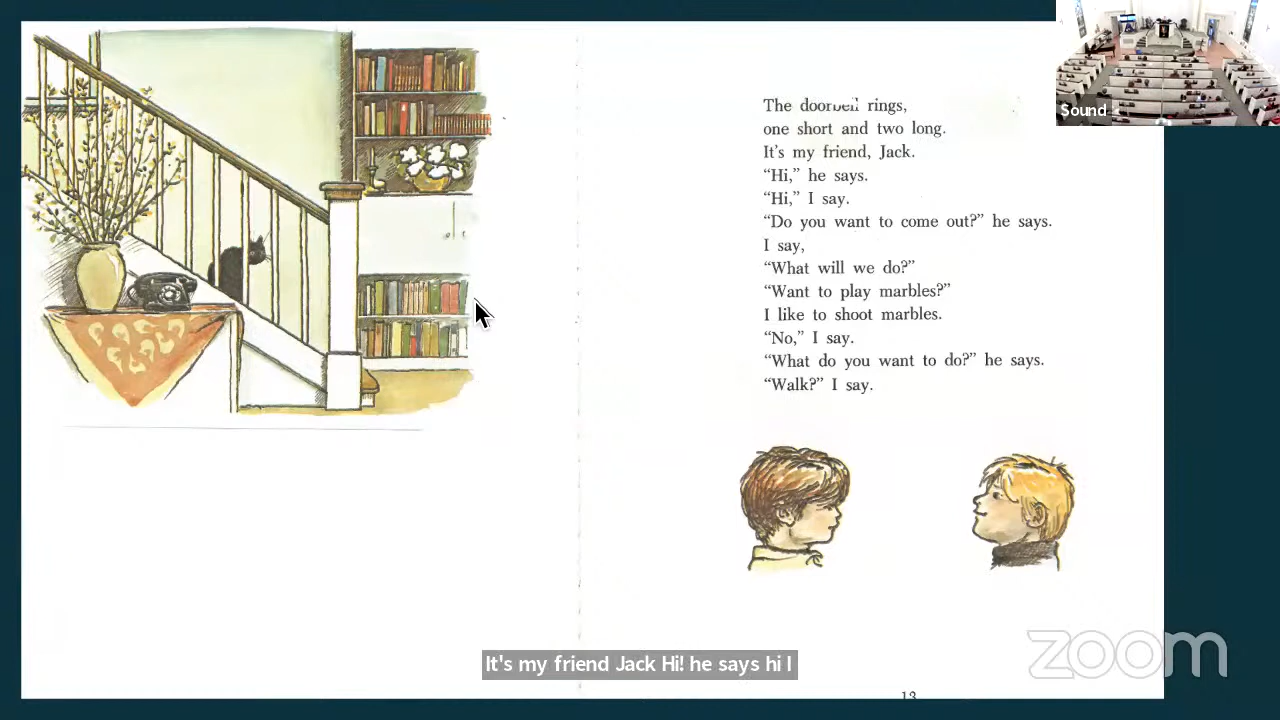 Sound
The doorbell rings,
one short and two long.
It's my friend, Jack.
“Hi,” he says.
“Hi,” I say.
“Do you want to come out?” he says.
I say,
“What will we do?”
“Want to play marbles?”
I like to shoot marbles.
“No,” I say.
“What do you want to do?” he says.
“Walk?” I say.
13
It's my friend Jack Hi! he says hi I
zoom